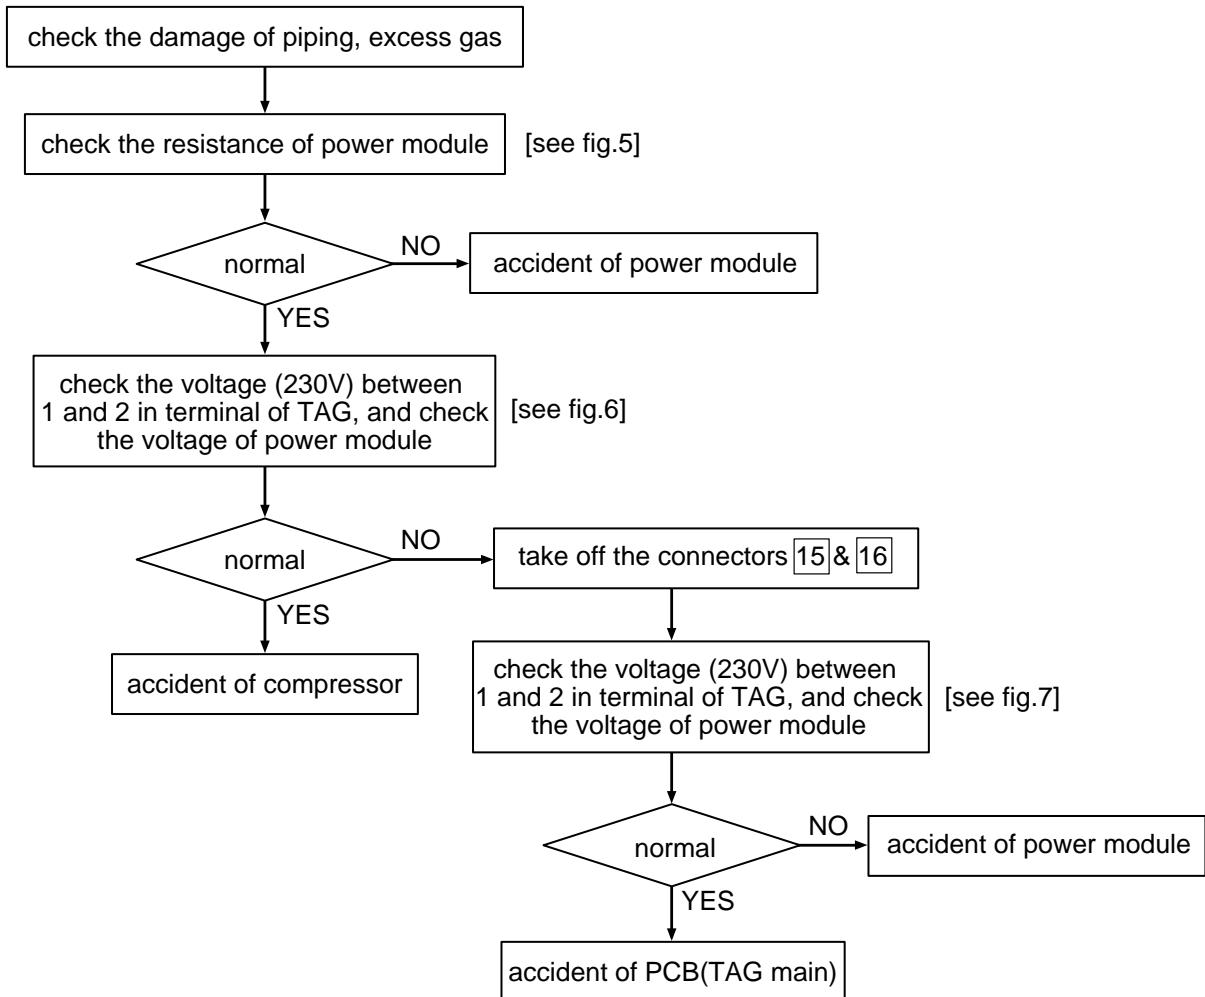 check the damage of piping, excess gas
check the resistance of power module
[see fig.5]
normal
NO
accident of power module
YES
check the voltage (230V) between
1 and 2 in terminal of TAG, and check
the voltage of power module
[see fig.6]
normal
NO
take off the connectors 15 & 16
YES
accident of compressor
check the voltage (230V) between
1 and 2 in terminal of TAG, and check
the voltage of power module
[see fig.7]
normal
NO
accident of power module
YES
accident of PCB(TAG main)